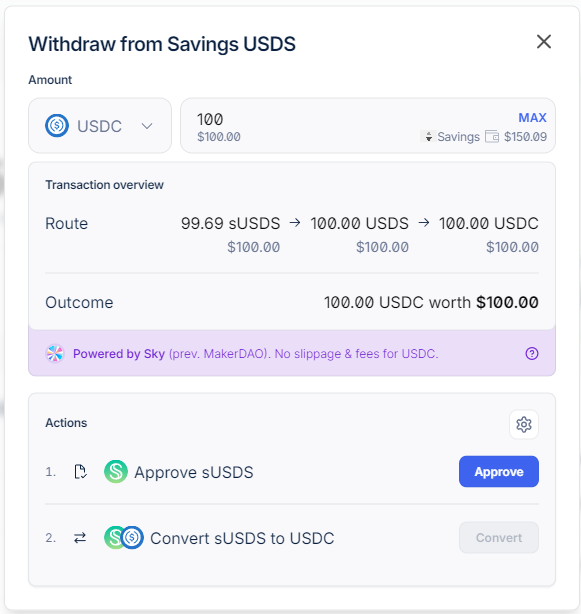 Withdraw from Savings USDS
Amount
USDC
100
$100.00
MAX
Savings $150.09
Transaction overview
Route 99.69 sUSDS → 100.00 USDS → 100.00 USDC
$100.00 $100.00 $100.00
Outcome 100.00 USDC worth $100.00
Powered by Sky (prev. MakerDAO). No slippage & fees for USDC.
Actions
1. Approve sUSDS Approve
2. Convert sUSDS to USDC Convert